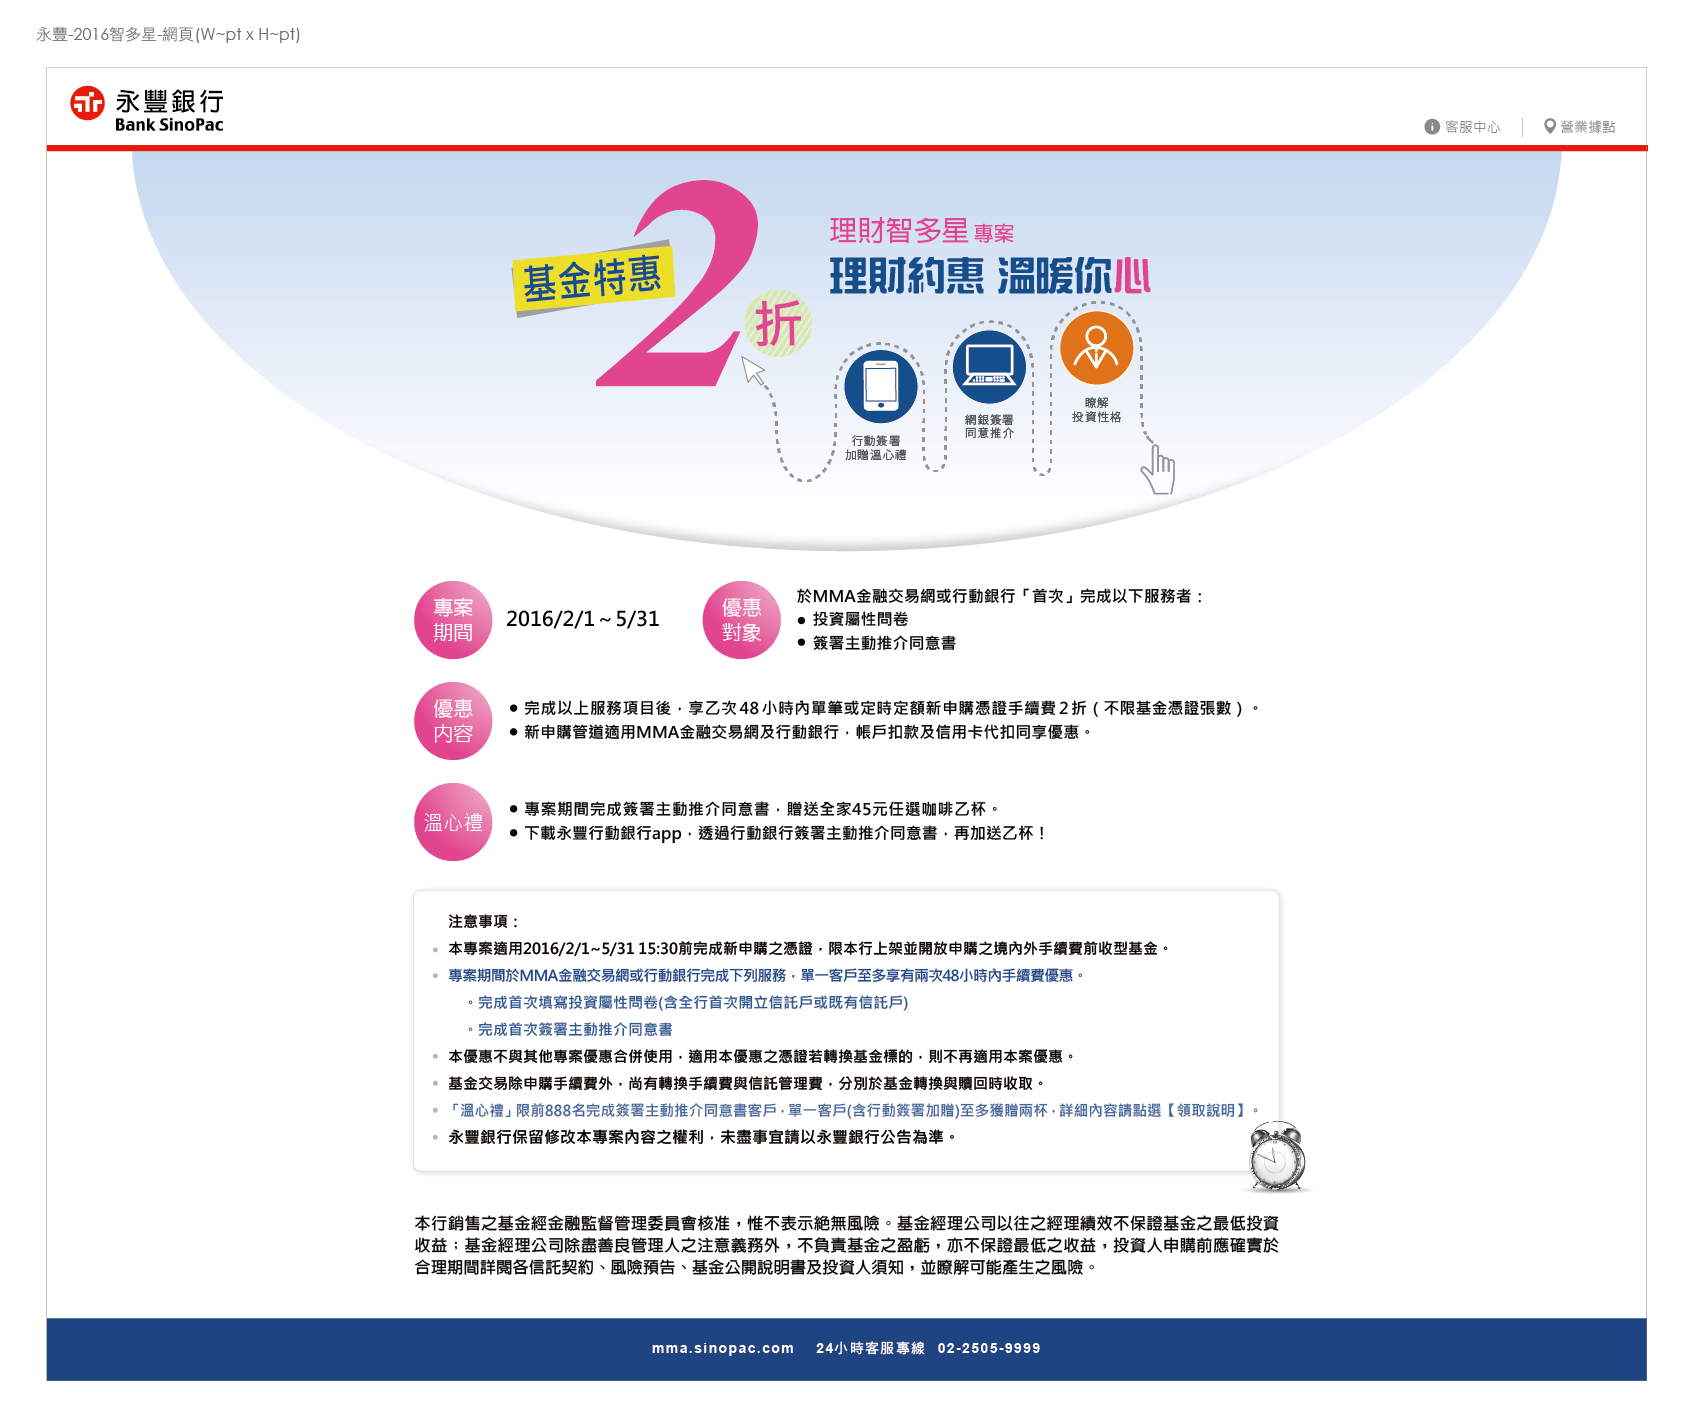 永豐-2016智多星-網頁(W~pt x H~pt)
永豐銀行
Bank SinoPac
客服中心
營業據點
基金特惠
2
折
理財智多星 專案
理財約惠 溫暖你心
行動簽署
加贈溫心禮
網銀簽署
同意推介
瞭解
投資性格
專案
期間
2016/2/1 ~ 5/31
優惠
對象
於MMA金融交易網或行動銀行「首次」完成以下服務者：
● 投資屬性問卷
● 簽署主動推介同意書
優惠
內容
● 完成以上服務項目後，享乙次 48 小時內單筆或定時定額新申購憑證手續費 2 折（不限基金憑證張數）。
● 新申購管道適用MMA金融交易網及行動銀行，帳戶扣款及信用卡代扣同享優惠。
溫心禮
● 專案期間完成簽署主動推介同意書，贈送全家45元任選咖啡乙杯。
● 下載永豐行動銀行app，透過行動銀行簽署主動推介同意書，再加送乙杯！
注意事項：
● 本專案適用2016/2/1~5/31 15:30前完成新申購之憑證，限本行上架並開放申購之境內外手續費前收型基金。
● 專案期間於MMA金融交易網或行動銀行完成下列服務，單一客戶至多享有兩次48小時內手續費優惠。
。完成首次填寫投資屬性問卷(含全行首次開立信託戶或既有信託戶)
。完成首次簽署主動推介同意書
● 本優惠不與其他專案優惠合併使用，適用本優惠之憑證若轉換基金標的，則不再適用本案優惠。
● 基金交易除申購手續費外，尚有轉換手續費與信託管理費，分別於基金轉換與贖回時收取。
● 「溫心禮」限前888名完成簽署主動推介同意書客戶，單一客戶(含行動簽署加贈)至多獲贈兩杯，詳細內容請點選【領取說明】。
● 永豐銀行保留修改本專案內容之權利，未盡事宜請以永豐銀行公告為準。
本行銷售之基金經金融監督管理委員會核准，惟不表示絕無風險。基金經理公司以往之經理績效不保證基金之最低投資
收益；基金經理公司除盡善良管理人之注意義務外，不負責基金之盈虧，亦不保證最低之收益，投資人申購前應確實於
合理期間詳閱各信託契約、風險預告、基金公開說明書及投資人須知，並瞭解可能產生之風險。
mma.sinopac.com 24小時客服專線 02-2505-9999